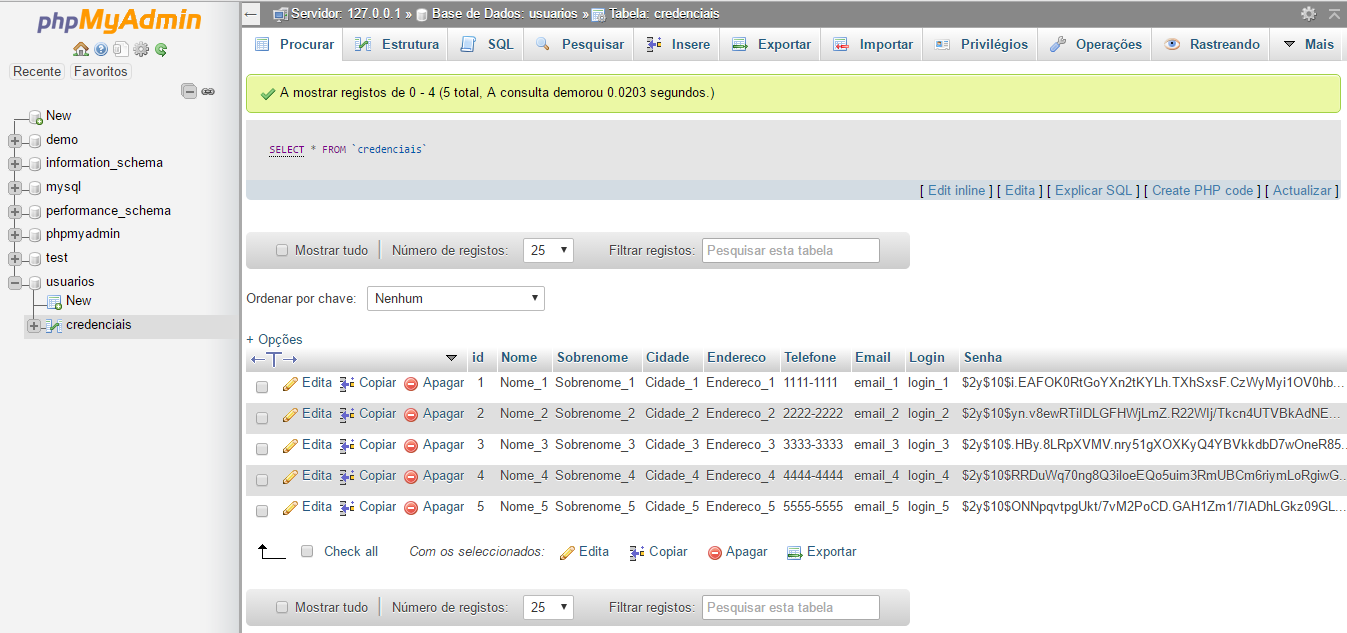 phpMyAdmin
Recente Favoritos
New
demo
information_schema
mysql
performance_schema
phpmyadmin
test
usuarios
New
credenciais
Servidor: 127.0.0.1 » Base de Dados: usuarios » Tabela: credenciais
Procurar Estrutura SQL Pesquisar Insere Exportar Importar Privilégios Operações Rastreando Mais
A mostrar registos de 0 - 4 (5 total, A consulta demorou 0.0203 segundos.)
SELECT * FROM `credenciais`
[ Edit inline ] [ Edita ] [ Explicar SQL ] [ Create PHP code ] [ Actualizar ]
Mostrar tudo Número de registos: 25 Filtrar registos: Pesquisar esta tabela
Ordenar por chave: Nenhum
+ Opções
←T→ id Nome Sobrenome Cidade Endereco Telefone Email Login Senha
Edita Copiar Apagar 1 Nome_1 Sobrenome_1 Cidade_1 Endereco_1 1111-1111 email_1 login_1 $2y$10$i.EAFOK0RtGoYXn2tKYLh.TXhSxsF.CzWyMyi1OV0hb...
Edita Copiar Apagar 2 Nome_2 Sobrenome_2 Cidade_2 Endereco_2 2222-2222 email_2 login_2 $2y$10$yn.v8ewRTiIDLGFHWjLmZ.R22WIj/Tkcn4UTVBkAdNE...
Edita Copiar Apagar 3 Nome_3 Sobrenome_3 Cidade_3 Endereco_3 3333-3333 email_3 login_3 $2y$10$.HBy.8LRpXVMV.nry51gXOXKyQ4YBVkkdbD7wOneR85...
Edita Copiar Apagar 4 Nome_4 Sobrenome_4 Cidade_4 Endereco_4 4444-4444 email_4 login_4 $2y$10$RRDuWq70ng8Q3iloeEQo5uim3RmUBCm6riymLoRgiwG...
Edita Copiar Apagar 5 Nome_5 Sobrenome_5 Cidade_5 Endereco_5 5555-5555 email_5 login_5 $2y$10$ONNpqvtpgUkt/7vM2PoCD.GAH1Zm1/7IADhLGkz09GL...
Check all Com os seleccionados: Edita Copiar Apagar Exportar
Mostrar tudo Número de registos: 25 Filtrar registos: Pesquisar esta tabela